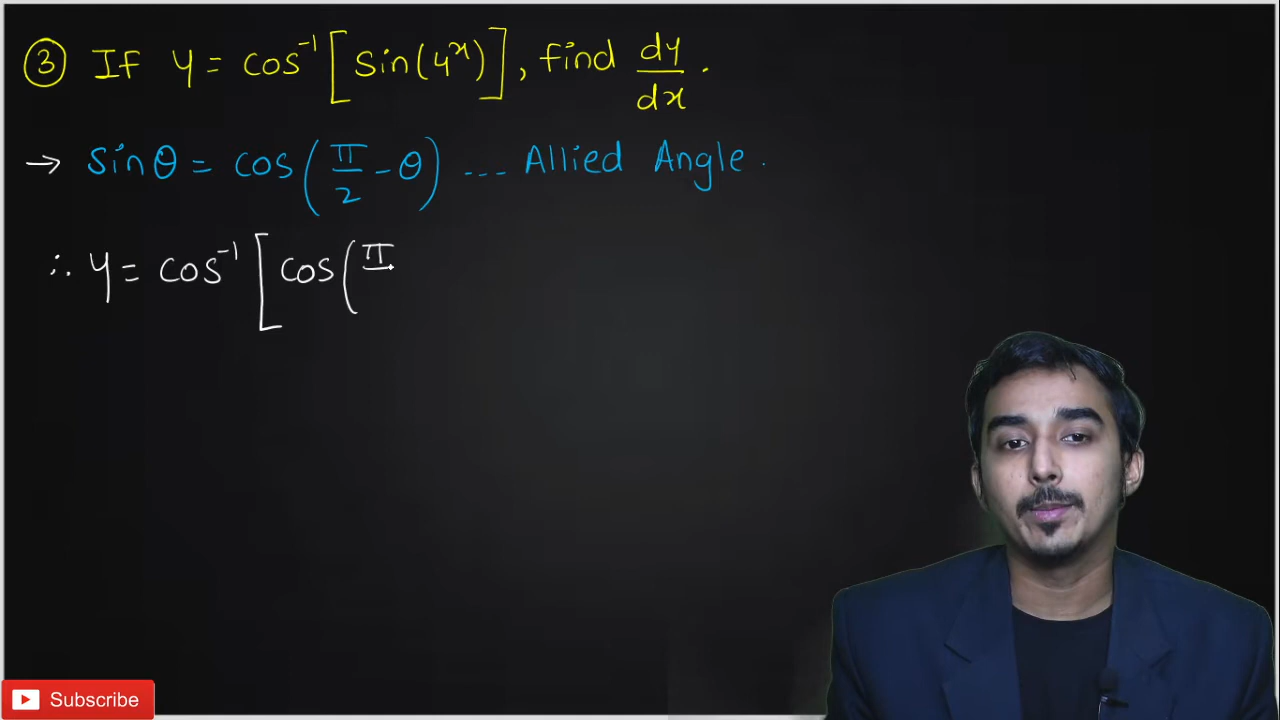 ③ If y = cos⁻¹ [sin(4ˣ)], find dy/dx.
→ sinθ = cos(π/2 - θ) --- Allied Angle.
∴ y = cos⁻¹ [cos(π
Subscribe